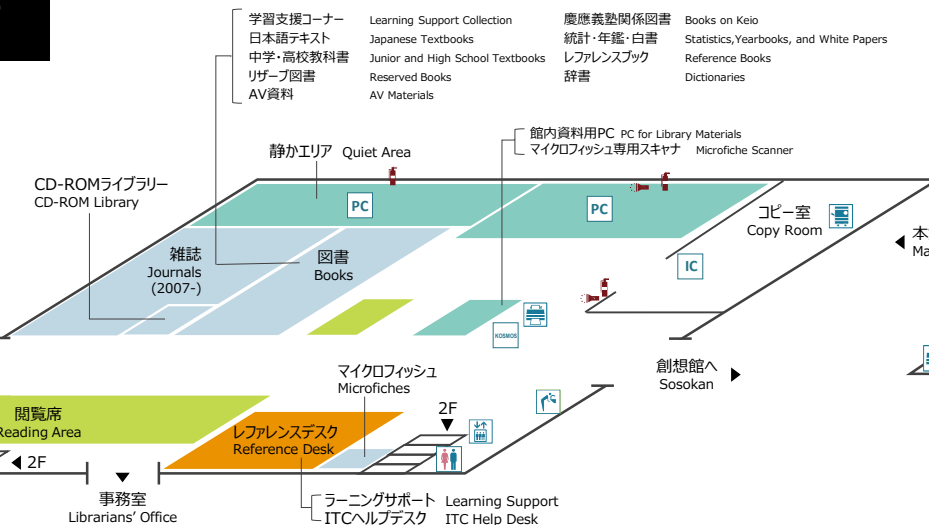 学習支援コーナー Learning Support Collection
日本語テキスト Japanese Textbooks
中学・高校教科書 Junior and High School Textbooks
リザーブ図書 Reserved Books
AV資料 AV Materials
慶應義塾関係図書 Books on Keio
統計・年鑑・白書 Statistics,Yearbooks, and White Papers
レファレンスブック Reference Books
辞書 Dictionaries
館内資料用PC PC for Library Materials
マイクロフィッシュ専用スキャナ Microfiche Scanner
静かエリア Quiet Area
CD-ROMライブラリー
CD-ROM Library
PC
PC
コピー室
Copy Room
本
Ma
雑誌
Journals
(2007-)
図書
Books
IC
KOSMOS
創想館へ
Sosokan
マイクロフィッシュ
Microfiches
2F
閲覧席
Reading Area
レファレンスデスク
Reference Desk
2F
事務室
Librarians' Office
ラーニングサポート Learning Support
ITCヘルプデスク ITC Help Desk